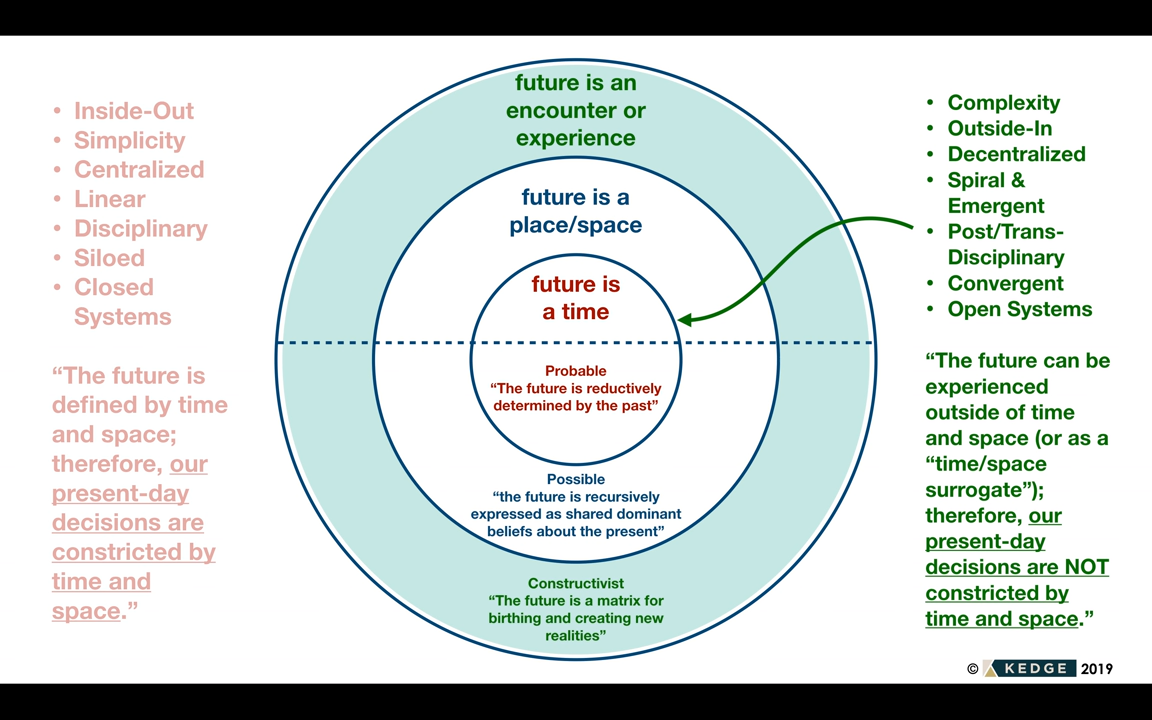 • Inside-Out
• Simplicity
• Centralized
• Linear
• Disciplinary
• Siloed
• Closed
Systems
“The future is
defined by time
and space;
therefore, our
present-day
decisions are
constricted by
time and
space.”
future is an
encounter or
experience
future is a
place/space
future is
a time
Probable
“The future is reductively
determined by the past”
Possible
“the future is recursively
expressed as shared dominant
beliefs about the present”
Constructivist
“The future is a matrix for
birthing and creating new
realities”
• Complexity
• Outside-In
• Decentralized
• Spiral &
Emergent
• Post/Trans-
Disciplinary
• Convergent
• Open Systems
“The future can be
experienced
outside of time
and space (or as a
“time/space
surrogate”);
therefore, our
present-day
decisions are NOT
constricted by
time and space.”
© KEDGE 2019